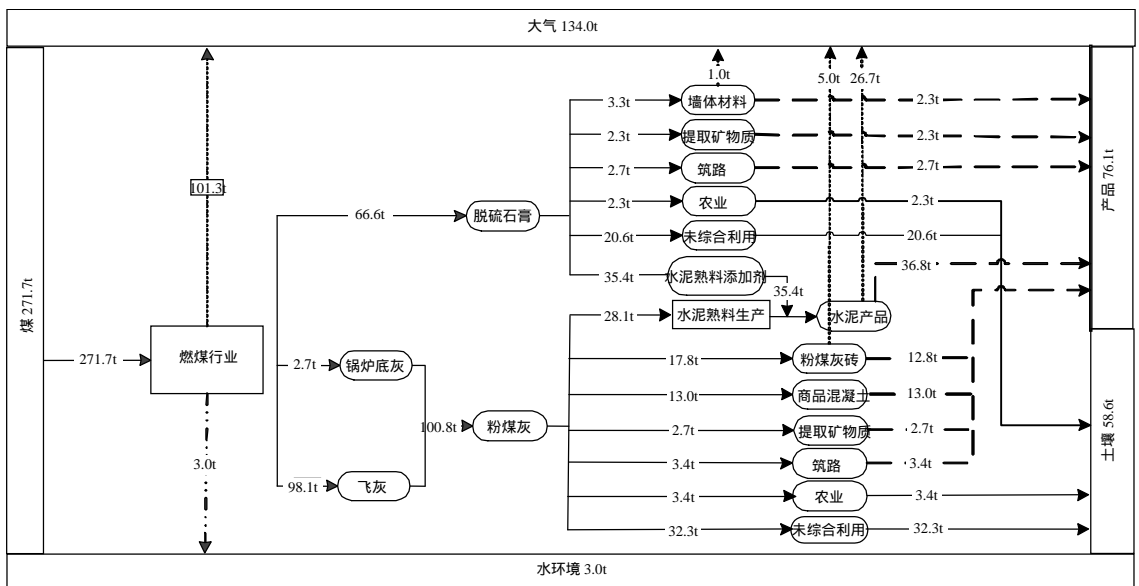 大气 134.0t
1.0t
5.0t
26.7t
3.3t
墙体材料
2.3t
2.3t
提取矿物质
2.3t
101.3t
2.7t
筑路
2.7t
产品 76.1t
66.6t
脱硫石膏
2.3t
农业
2.3t
20.6t
未综合利用
20.6t
35.4t
水泥熟料添加剂
35.4t
36.8t
煤 271.7t
28.1t
水泥熟料生产
水泥产品
271.7t
燃煤行业
2.7t
锅炉底灰
17.8t
粉煤灰砖
12.8t
13.0t
商品混凝土
13.0t
100.8t
粉煤灰
2.7t
提取矿物质
2.7t
土壤 58.6t
3.0t
3.4t
筑路
3.4t
98.1t
飞灰
3.4t
农业
3.4t
32.3t
未综合利用
32.3t
水环境 3.0t